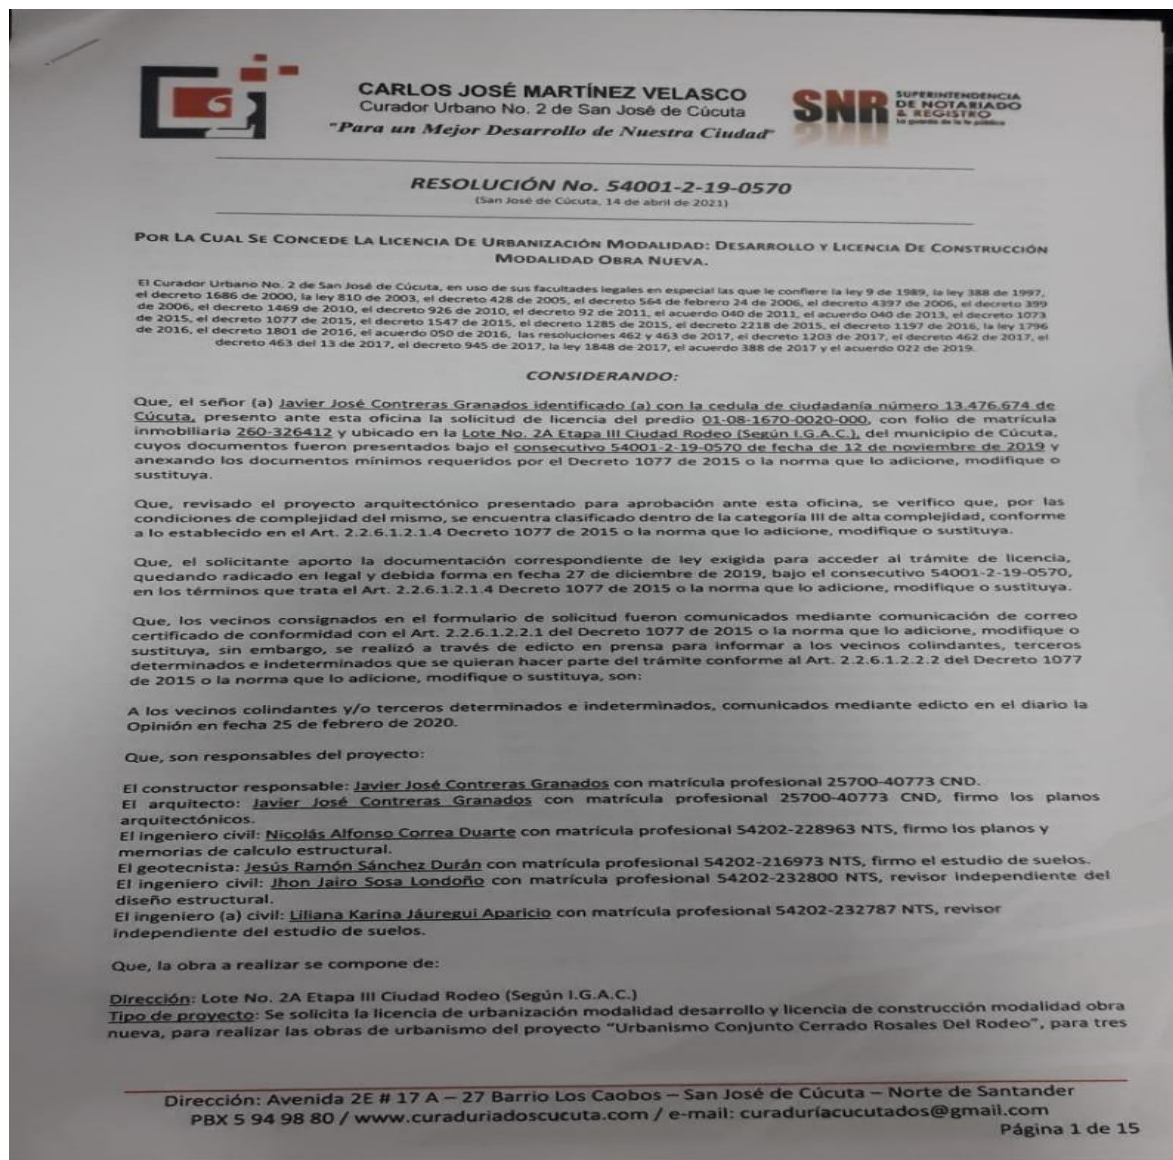 CARLOS JOSÉ MARTÍNEZ VELASCO
Curador Urbano No. 2 de San José de Cúcuta
"Para un Mejor Desarrollo de Nuestra Ciudad"
SNR SUPERINTENDENCIA
DE NOTARIADO
& REGISTRO
La guarda de la fe pública
RESOLUCIÓN No. 54001-2-19-0570
(San José de Cúcuta, 14 de abril de 2021)
POR LA CUAL SE CONCEDE LA LICENCIA DE URBANIZACIÓN MODALIDAD: DESARROLLO Y LICENCIA DE CONSTRUCCIÓN
MODALIDAD OBRA NUEVA.
El Curador Urbano No. 2 de San José de Cúcuta, en uso de sus facultades legales en especial las que le confiere la ley 9 de 1989, la ley 388 de 1997,
el decreto 1686 de 2000, la ley 810 de 2003, el decreto 428 de 2005, el decreto 564 de febrero 24 de 2006, el decreto 4397 de 2006, el decreto 399
de 2006, el decreto 1469 de 2010, el decreto 926 de 2010, el decreto 92 de 2011, el acuerdo 040 de 2011, el acuerdo 040 de 2013, el decreto 1073
de 2015, el decreto 1077 de 2015, el decreto 1547 de 2015, el decreto 1285 de 2015, el decreto 2218 de 2015, el decreto 1197 de 2016, la ley 1796
de 2016, el decreto 1801 de 2016, el acuerdo 050 de 2016, las resoluciones 462 y 463 de 2017, el decreto 1203 de 2017, el decreto 462 de 2017, el
decreto 463 del 13 de 2017, el decreto 945 de 2017, la ley 1848 de 2017, el acuerdo 388 de 2017 y el acuerdo 022 de 2019.
CONSIDERANDO:
Que, el señor (a) Javier José Contreras Granados identificado (a) con la cedula de ciudadanía número 13.476.674 de
Cúcuta, presento ante esta oficina la solicitud de licencia del predio 01-08-1670-0020-000, con folio de matrícula
inmobiliaria 260-326412 y ubicado en la Lote No. 2A Etapa III Ciudad Rodeo (Según I.G.A.C.), del municipio de Cúcuta,
cuyos documentos fueron presentados bajo el consecutivo 54001-2-19-0570 de fecha de 12 de noviembre de 2019 y
anexando los documentos mínimos requeridos por el Decreto 1077 de 2015 o la norma que lo adicione, modifique o
sustituya.
Que, revisado el proyecto arquitectónico presentado para aprobación ante esta oficina, se verifico que, por las
condiciones de complejidad del mismo, se encuentra clasificado dentro de la categoría III de alta complejidad, conforme
a lo establecido en el Art. 2.2.6.1.2.1.4 Decreto 1077 de 2015 o la norma que lo adicione, modifique o sustituya.
Que, el solicitante aporto la documentación correspondiente de ley exigida para acceder al trámite de licencia,
quedando radicado en legal y debida forma en fecha 27 de diciembre de 2019, bajo el consecutivo 54001-2-19-0570,
en los términos que trata el Art. 2.2.6.1.2.1.4 Decreto 1077 de 2015 o la norma que lo adicione, modifique o sustituya.
Que, los vecinos consignados en el formulario de solicitud fueron comunicados mediante comunicación de correo
certificado de conformidad con el Art. 2.2.6.1.2.2.1 del Decreto 1077 de 2015 o la norma que lo adicione, modifique o
sustituya, sin embargo, se realizó a través de edicto en prensa para informar a los vecinos colindantes, terceros
determinados e indeterminados que se quieran hacer parte del trámite conforme al Art. 2.2.6.1.2.2.2 del Decreto 1077
de 2015 o la norma que lo adicione, modifique o sustituya, son:
A los vecinos colindantes y/o terceros determinados e indeterminados, comunicados mediante edicto en el diario la
Opinión en fecha 25 de febrero de 2020.
Que, son responsables del proyecto:
El constructor responsable: Javier José Contreras Granados con matrícula profesional 25700-40773 CND.
El arquitecto: Javier José Contreras Granados con matrícula profesional 25700-40773 CND, firmo los planos
arquitectónicos.
El ingeniero civil: Nicolás Alfonso Correa Duarte con matrícula profesional 54202-228963 NTS, firmo los planos y
memorias de calculo estructural.
El geotecnista: Jesús Ramón Sánchez Durán con matrícula profesional 54202-216973 NTS, firmo el estudio de suelos.
El ingeniero civil: Jhon Jairo Sosa Londoño con matrícula profesional 54202-232800 NTS, revisor independiente del
diseño estructural.
El ingeniero (a) civil: Liliana Karina Jáuregui Aparicio con matrícula profesional 54202-232787 NTS, revisor
independiente del estudio de suelos.
Que, la obra a realizar se compone de:
Dirección: Lote No. 2A Etapa III Ciudad Rodeo (Según I.G.A.C.)
Tipo de proyecto: Se solicita la licencia de urbanización modalidad desarrollo y licencia de construcción modalidad obra
nueva, para realizar las obras de urbanismo del proyecto "Urbanismo Conjunto Cerrado Rosales Del Rodeo", para tres
Dirección: Avenida 2E # 17 A – 27 Barrio Los Caobos – San José de Cúcuta – Norte de Santander
PBX 5 94 98 80 / www.curaduriadoscucuta.com / e-mail: curaduríacucutados@gmail.com
Página 1 de 15